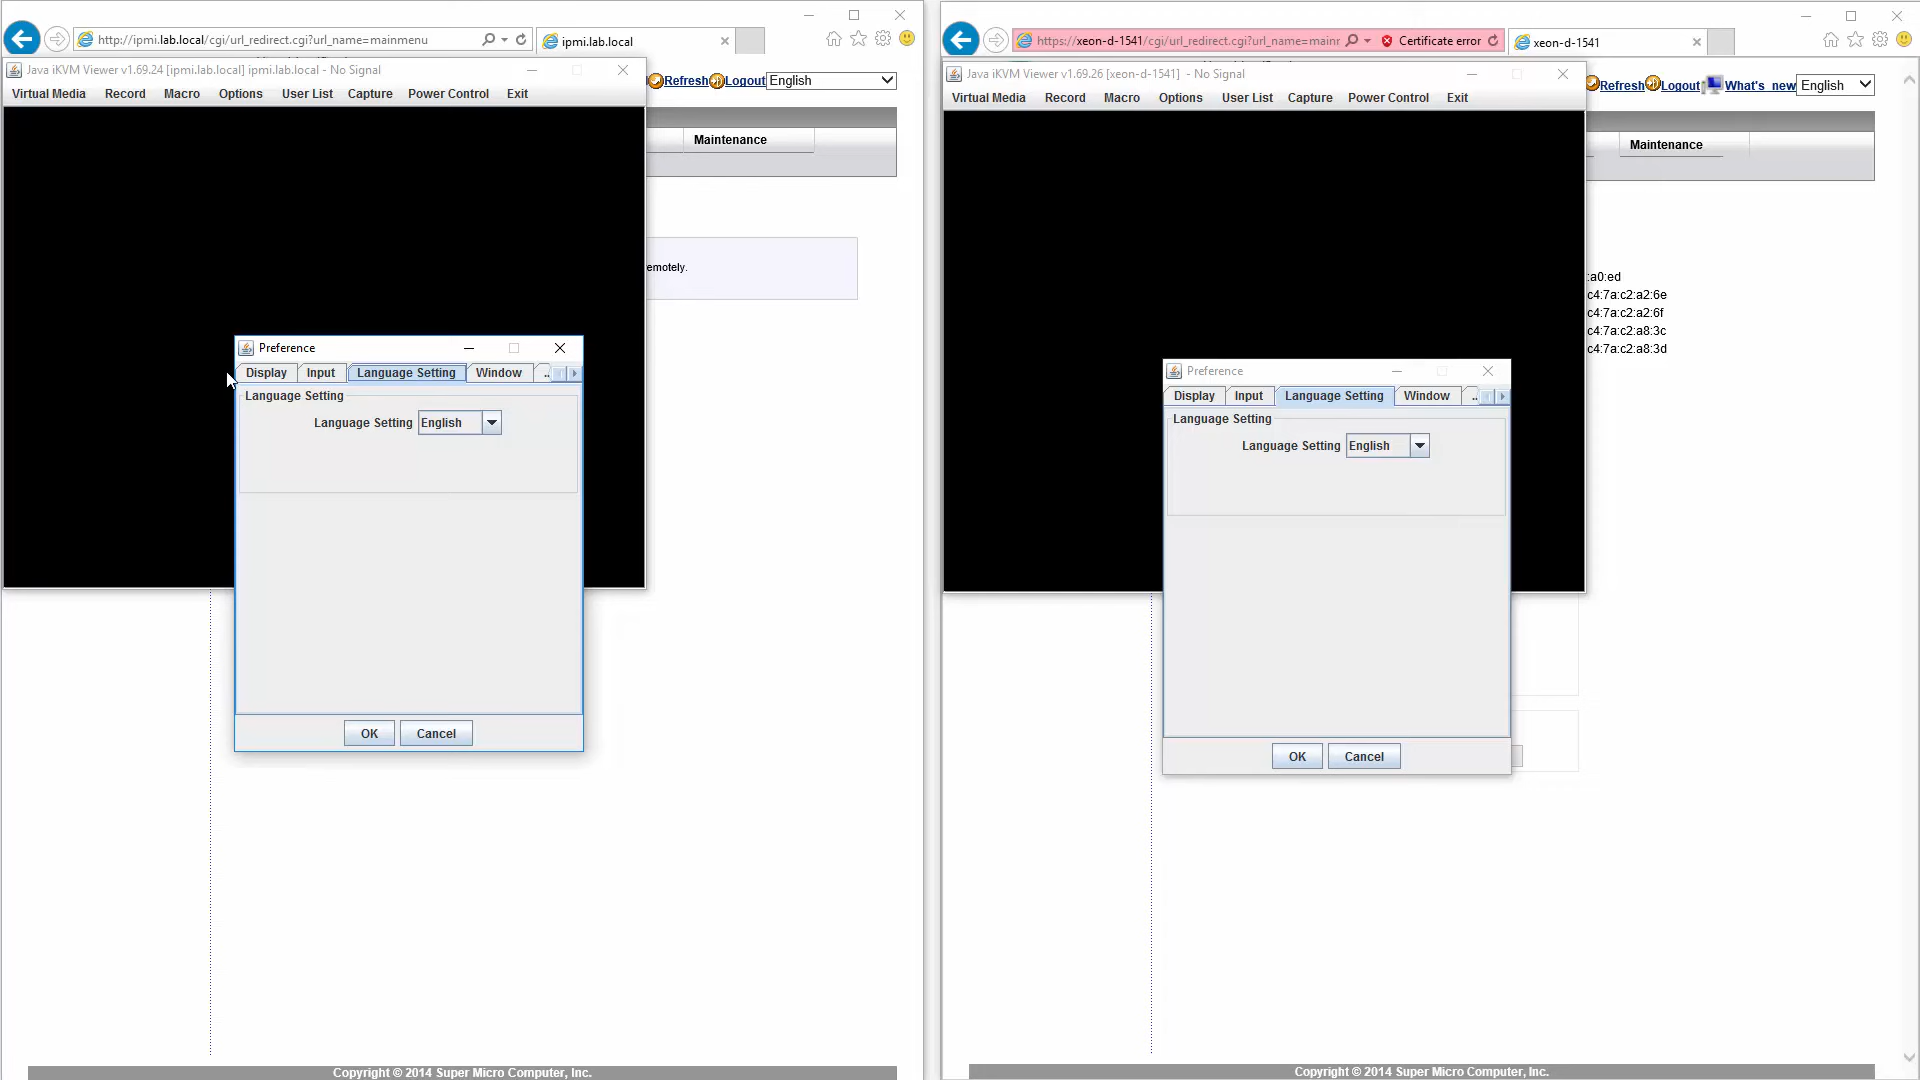 http://ipmi.lab.local/cgi/url_redirect.cgi?url_name=mainmenu
ipmi.lab.local
Java iKVM Viewer v1.69.24 [ipmi.lab.local] ipmi.lab.local - No Signal
Refresh Logout English
Virtual Media Record Macro Options User List Capture Power Control Exit
Maintenance
emotely.
Preference
Display Input Language Setting Window ..
Language Setting
Language Setting English
OK Cancel
Copyright © 2014 Super Micro Computer, Inc.
https://xeon-d-1541/cgi/url_redirect.cgi?url_name=mainr Certificate error
xeon-d-1541
Java iKVM Viewer v1.69.26 [xeon-d-1541] - No Signal
Refresh Logout What's new English
Virtual Media Record Macro Options User List Capture Power Control Exit
Maintenance
:a0:ed
c4:7a:c2:a2:6e
c4:7a:c2:a2:6f
c4:7a:c2:a8:3c
c4:7a:c2:a8:3d
Preference
Display Input Language Setting Window ..
Language Setting
Language Setting English
OK Cancel
Copyright © 2014 Super Micro Computer, Inc.